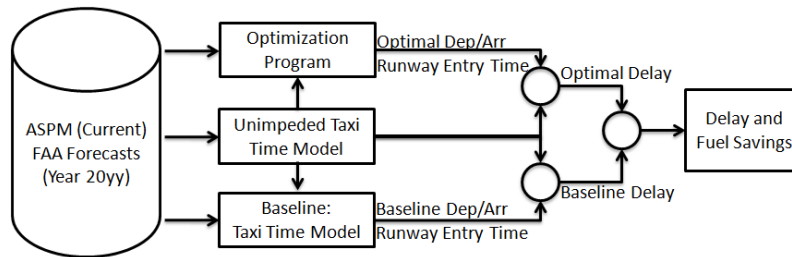 ASPM (Current)
FAA Forecasts
(Year 20yy)
Optimization
Program
Optimal Dep/Arr
Runway Entry Time
Unimpeded Taxi
Time Model
Baseline:
Taxi Time Model
Baseline Dep/Arr
Runway Entry Time
Optimal Delay
Baseline Delay
Delay and
Fuel Savings